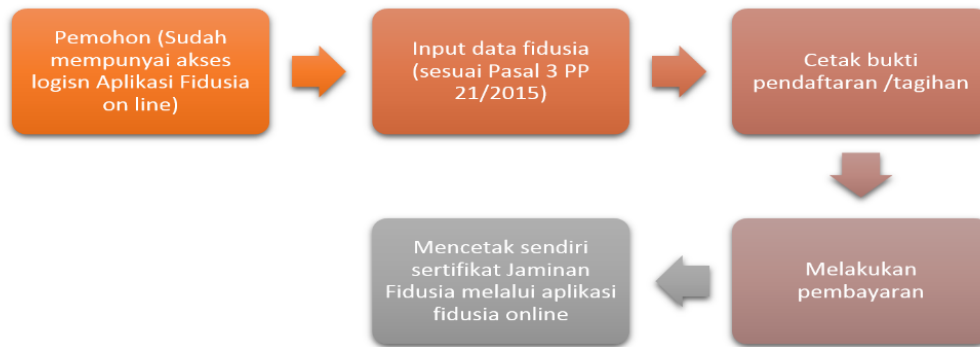 Pemohon (Sudah
mempunyai akses
logisn Aplikasi Fidusia
on line)
Input data fidusia
(sesuai Pasal 3 PP
21/2015)
Cetak bukti
pendaftaran /tagihan
Melakukan
pembayaran
Mencetak sendiri
sertifikat Jaminan
Fidusia melalui aplikasi
fidusia online